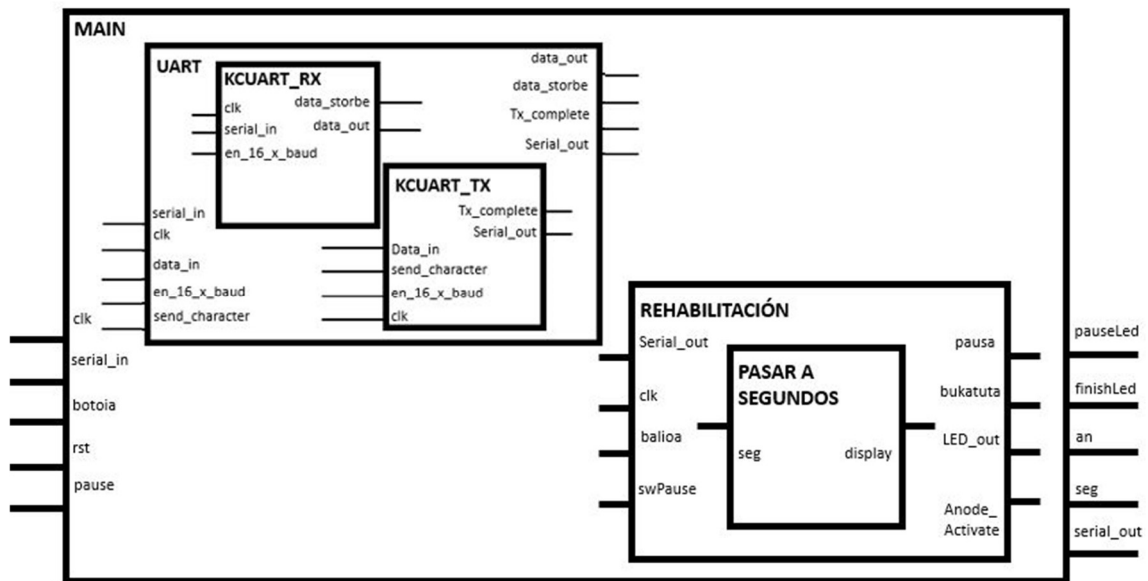 MAIN
UART
KCUART_RX
clk
serial_in
en_16_x_baud
data_storbe
data_out
data_out
data_storbe
Tx_complete
Serial_out
KCUART_TX
Tx_complete
Serial_out
Data_in
send_character
en_16_x_baud
clk
serial_in
clk
data_in
en_16_x_baud
send_character
clk
serial_in
botoia
rst
pause
REHABILITACIÓN
Serial_out
clk
balioa
swPause
PASAR A
SEGUNDOS
seg
display
pausa
bukatuta
LED_out
Anode_
Activate
pauseLed
finishLed
an
seg
serial_out